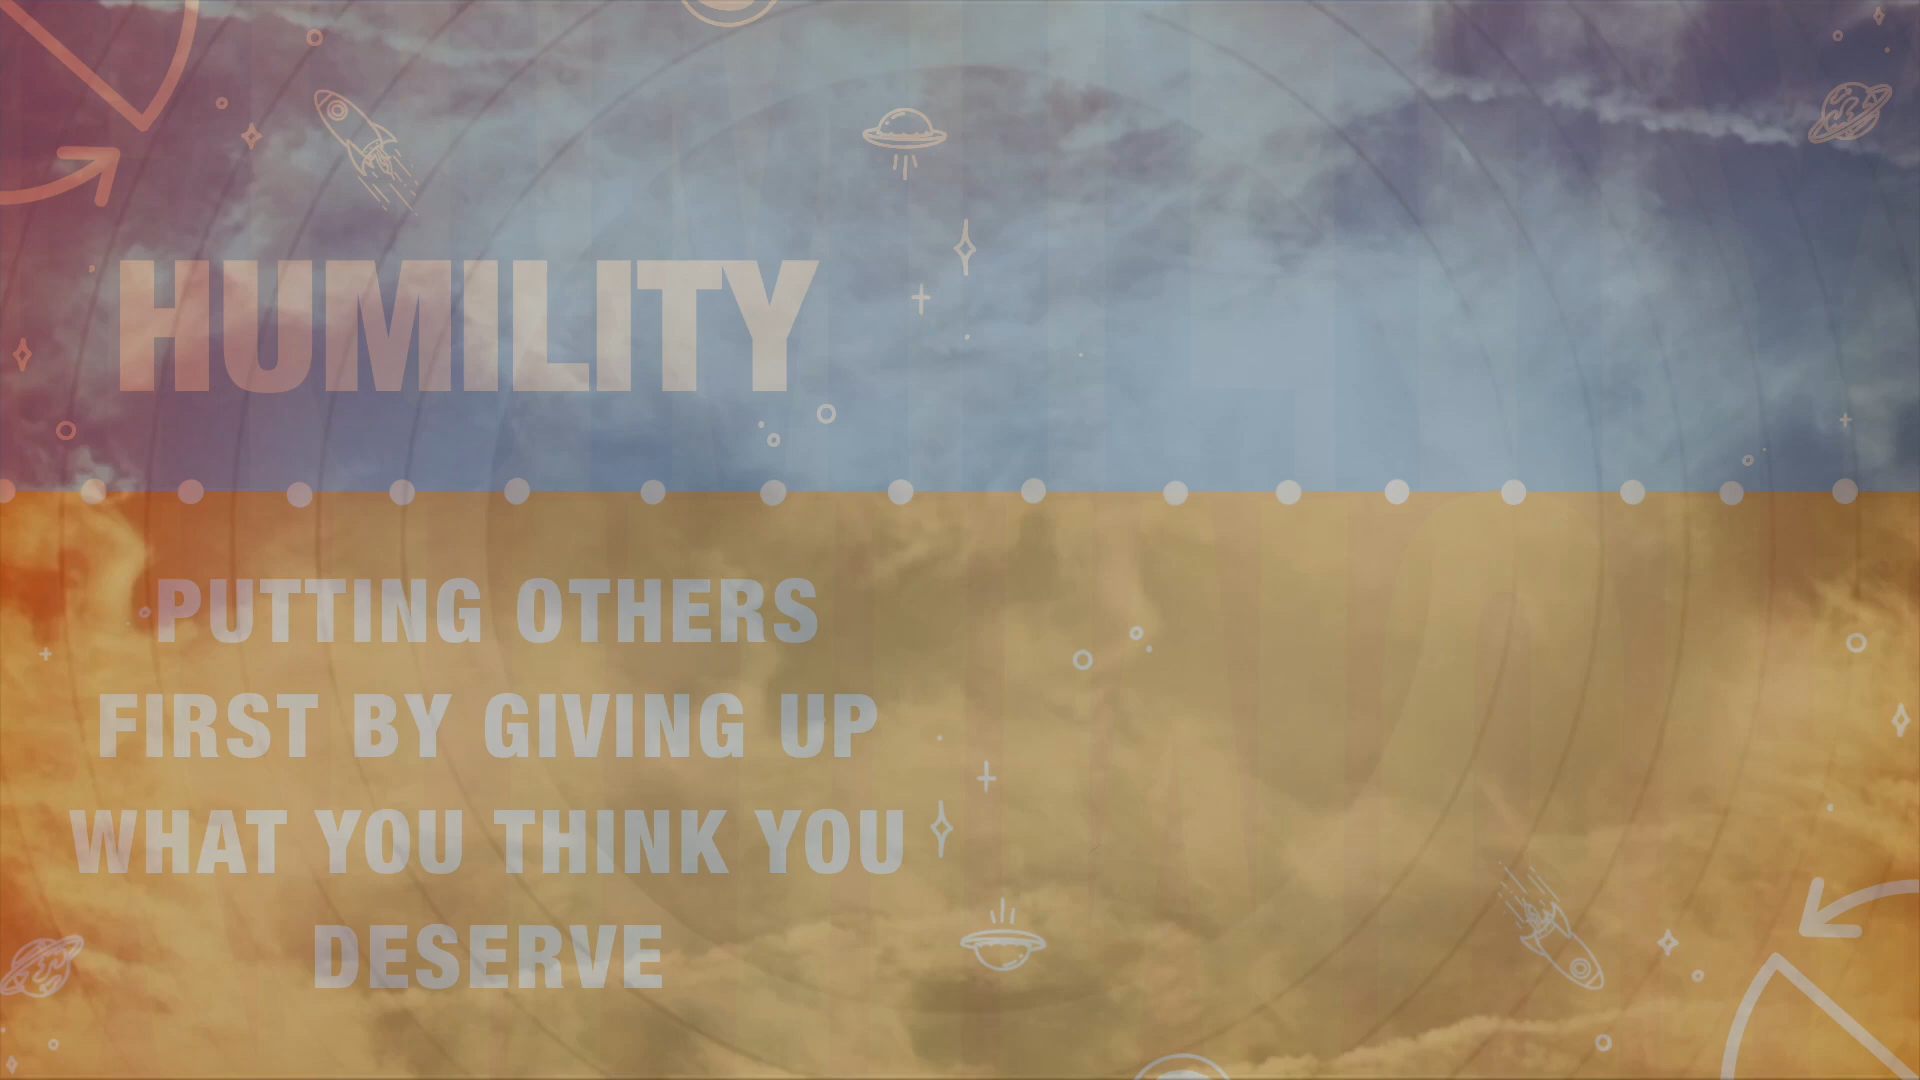 HUMILITY
PUTTING OTHERS
FIRST BY GIVING UP
WHAT YOU THINK YOU
DESERVE